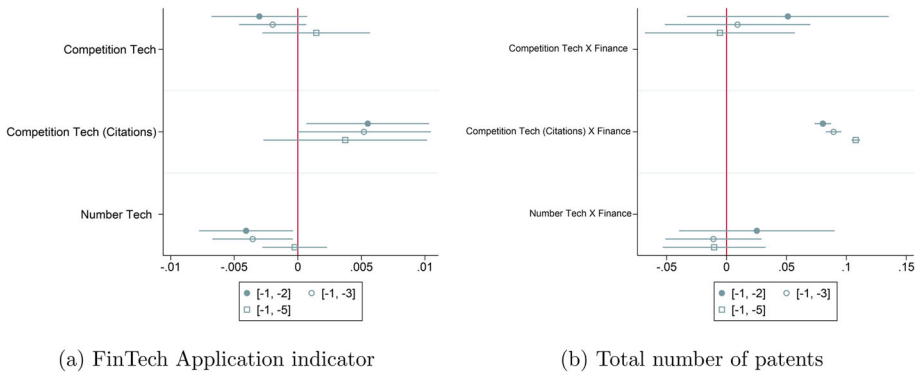 Competition Tech
Competition Tech (Citations)
Number Tech
-.01 -.005 0 .005 .01
[-1, -2] [-1, -3]
[-1, -5]
(a) FinTech Application indicator
Competition Tech X Finance
Competition Tech (Citations) X Finance
Number Tech X Finance
-.05 0 .05 .1 .15
[-1, -2] [-1, -3]
[-1, -5]
(b) Total number of patents